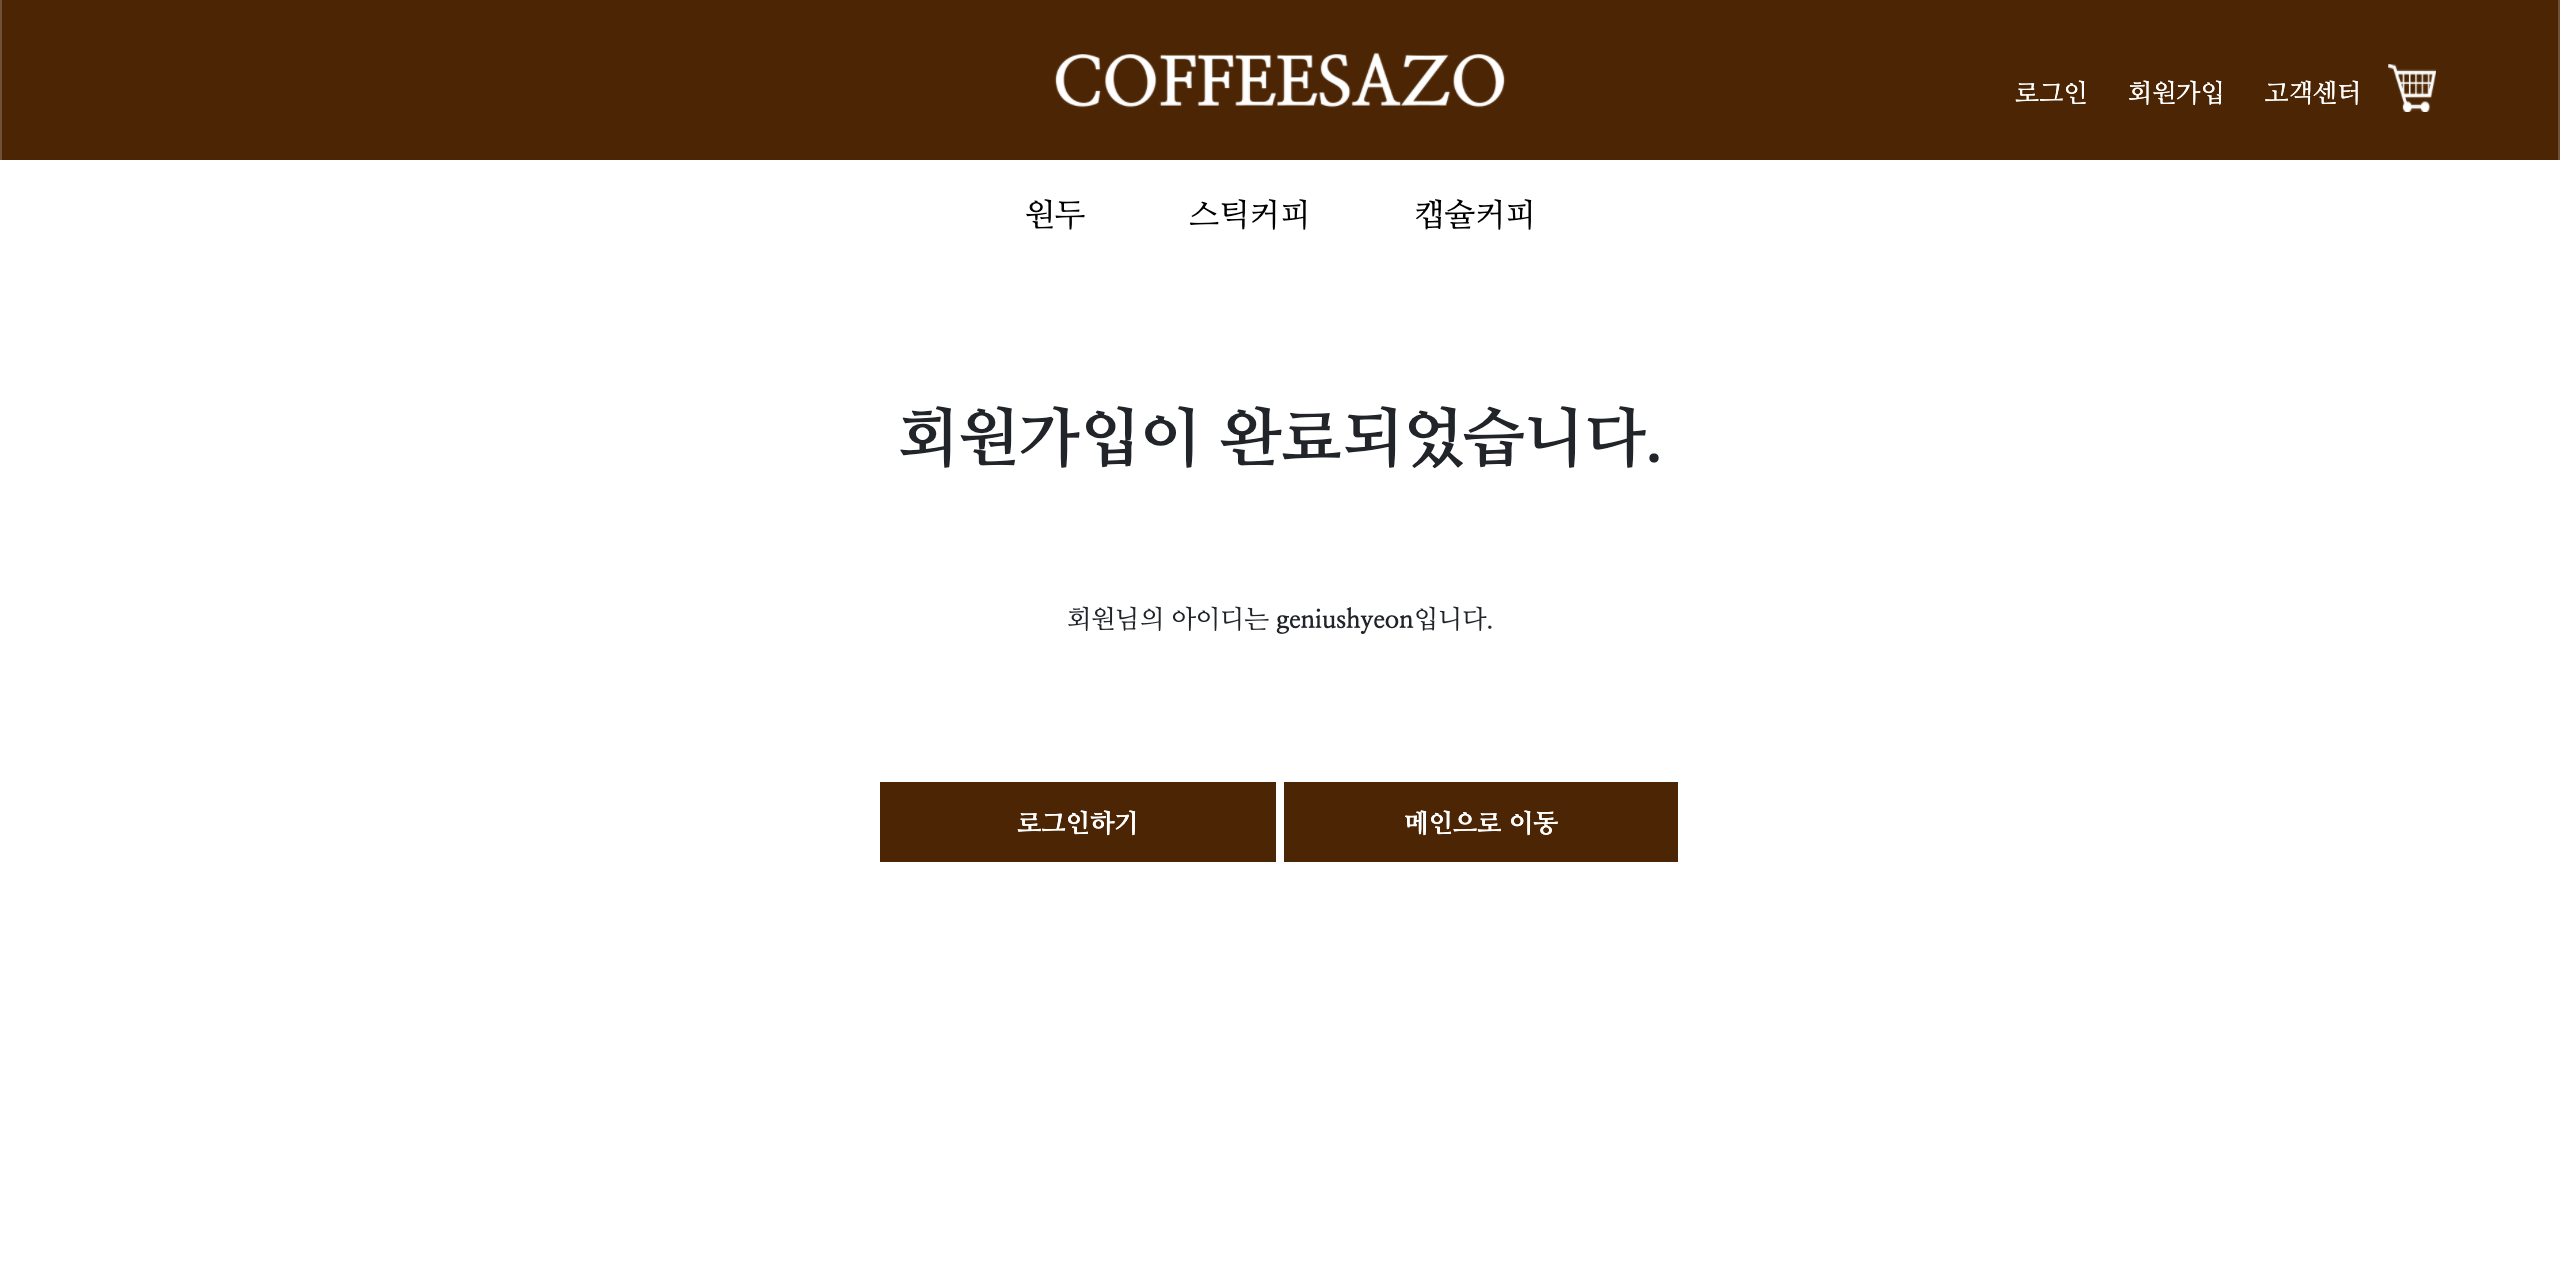 COFFEESAZO
로그인 회원가입 고객센터
원두 스틱커피 캡슐커피
회원가입이 완료되었습니다.
회원님의 아이디는 geniushyeon입니다.
로그인하기 메인으로 이동